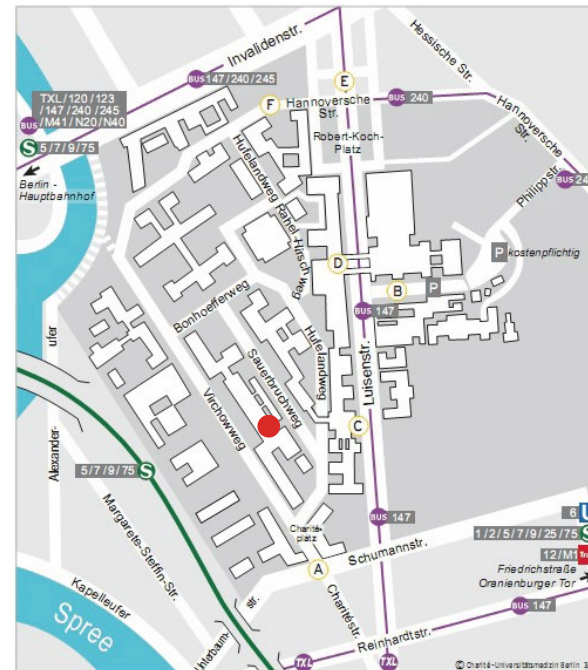 Invalidenstr.
BUS 147/240/245
TXL/120/123
/147/240/245
BUS /M41/N20/N40
S 5/7/9/75
Berlin -
Hauptbahnhof
E
F
Hannoversche
Str.
BUS 240
Hessische Str.
Hannoversche
Str.
Robert-Koch-
Platz
Philippstr.
BUS 24
Hufelandweg
Rahel-Hirsch-weg
P kostenpflichtig
D
B
P
BUS 147
Bonhoefferweg
Hufelandweg
Luisenstr.
Sauerbruchweg
Virchowweg
C
ufer
Alexander-
5/7/9/75 S
Margarete-Steffin-Str.
BUS 147
6 U
1/2/5/7/9/25/75 S
12/M1
Friedrichstraße
Oranienburger Tor
Charité-
platz
A
Schumannstr.
BUS 147
Kapelleufer
str.
Unterbaum-
Charitéstr.
Spree
Reinhardtstr.
TXL
TXL
© Charité-Universitätsmedizin Berlin